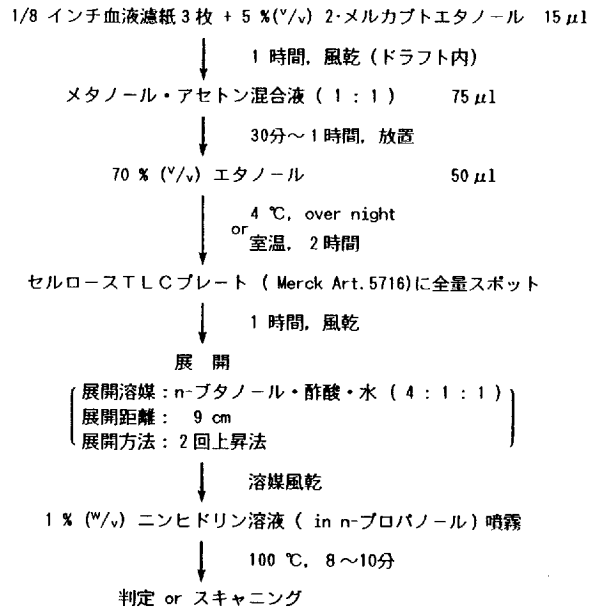 1/8 インチ血液濾紙3枚 + 5 %(v/v) 2-メルカプトエタノール 15 μl
1 時間, 風乾 (ドラフト内)
メタノール・アセトン混合液 ( 1 : 1 ) 75 μl
30分～1時間, 放置
70 % (v/v) エタノール 50 μl
4 ℃, over night
or
室温, 2時間
セルロースTLCプレート ( Merck Art.5716)に全量スポット
1 時間, 風乾
展 開
展開溶媒:n-ブタノール・酢酸・水 ( 4 : 1 : 1 )
展開距離: 9 cm
展開方法: 2回上昇法
溶媒風乾
1 % (w/v) ニンヒドリン溶液 ( in n-プロパノール) 噴霧
100 ℃, 8～10分
判定 or スキャニング